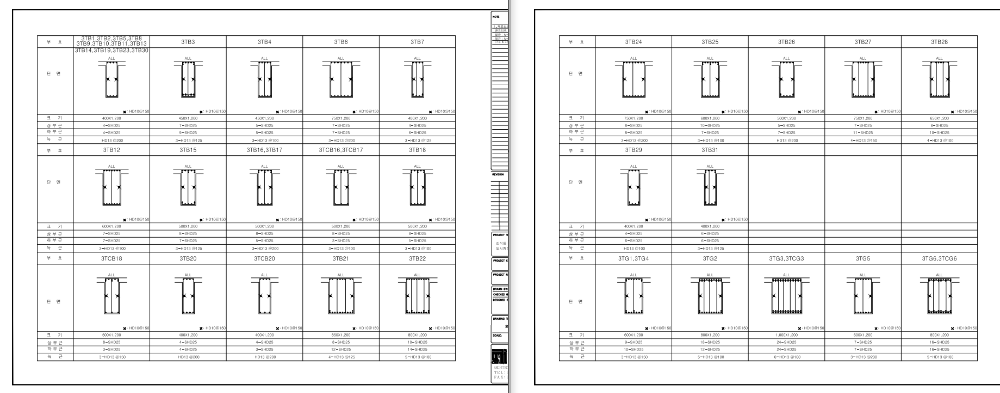 부 호 3TB1,3TB2,3TB5,3TB8 3TB3 3TB4 3TB6 3TB7
3TB9,3TB10,3TB11,3TB13
3TB14,3TB19,3TB23,3TB30
ALL ALL ALL ALL ALL
단 면
: HD10@150 : HD10@150 : HD10@150 : HD10@150 : HD10@150
크 기 400X1,200 450X1,200 450X1,200 750X1,200 400X1,200
상부근 4-SHD25 7-SHD25 5-SHD25 7-SHD25 4-SHD25
하부근 4-SHD25 9-SHD25 5-SHD25 7-SHD25 6-SHD25
늑 근 HD13 @200 3-HD13 @125 3-HD13 @100 3-HD13 @200 3-HD13 @125
부 호 3TB12 3TB15 3TB16,3TB17 3TCB16,3TCB17 3TB18
ALL ALL ALL ALL ALL
단 면
: HD10@150 : HD10@150 : HD10@150 : HD10@150 : HD10@150
크 기 600X1,200 500X1,200 500X1,200 500X1,200 500X1,200
상부근 7-SHD25 8-SHD25 8-SHD25 8-SHD25 8-SHD25
하부근 7-SHD25 7-SHD25 5-SHD25 3-SHD25 5-SHD25
늑 근 3-HD13 @100 3-HD13 @125 3-HD13 @200 3-HD13 @100 3-HD13 @100
부 호 3TCB18 3TB20 3TCB20 3TB21 3TB22
ALL ALL ALL ALL ALL
단 면
: HD10@150 : HD10@150 : HD10@150 : HD10@150 : HD10@150
크 기 500X1,200 400X1,200 400X1,200 850X1,200 800X1,200
상부근 8-SHD25 4-SHD25 4-SHD25 8-SHD25 10-SHD25
하부근 3-SHD25 4-SHD25 3-SHD25 12-SHD25 14-SHD25
늑 근 3-HD13 @150 HD13 @200 HD13 @200 4-HD13 @125 5-HD13 @100
NOTE
REVISION
PROJECT
PROJECT
PROJECT
DRAWN BY
CHECKED
DESIGNED
DRAWING
SCALE:
TEL:
FAX:
부 호 3TB24 3TB25 3TB26 3TB27 3TB28
ALL ALL ALL ALL ALL
단 면
: HD10@150 : HD10@150 : HD10@150 : HD10@150 : HD10@150
크 기 750X1,200 600X1,200 500X1,200 750X1,200 650X1,200
상부근 8-SHD25 10-SHD25 5-SHD25 7-SHD25 6-SHD25
하부근 8-SHD25 7-SHD25 7-SHD25 11-SHD25 10-SHD25
늑 근 3-HD13 @200 3-HD13 @100 HD13 @200 4-HD13 @150 4-HD13 @100
부 호 3TB29 3TB31
ALL ALL
단 면
: HD10@150 : HD10@150
크 기 400X1,200 400X1,200
상부근 4-SHD25 6-SHD25
하부근 6-SHD25 6-SHD25
늑 근 HD13 @100 3-HD13 @125
부 호 3TG1,3TG4 3TG2 3TG3,3TCG3 3TG5 3TG6,3TCG6
ALL ALL ALL ALL ALL
단 면
: HD10@150 : HD10@150 : HD10@150 : HD10@150 : HD10@150
크 기 600X1,200 800X1,200 1,000X1,200 600X1,200 800X1,200
상부근 9-SHD25 18-SHD25 24-SHD25 7-SHD25 16-SHD25
하부근 10-SHD25 12-SHD25 24-SHD25 7-SHD25 16-SHD25
늑 근 3-HD13 @150 5-HD13 @100 6-HD13 @100 3-HD13 @200 5-HD13 @100